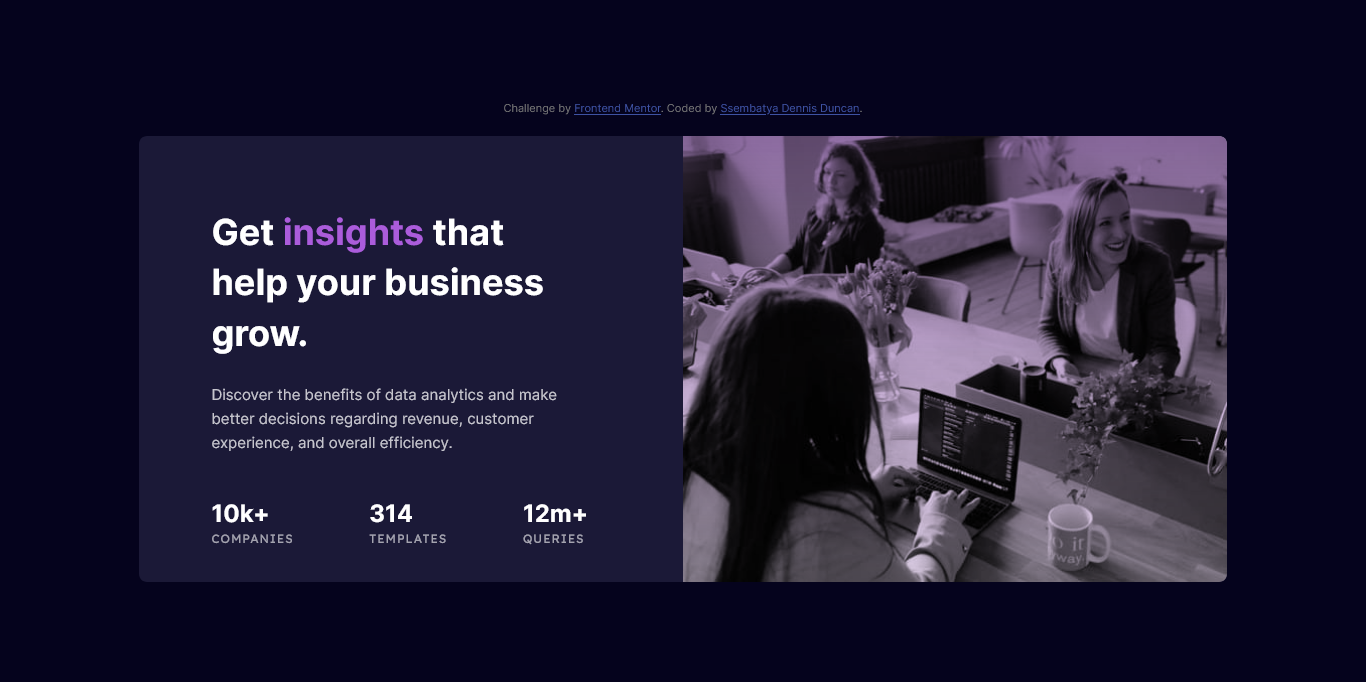 Challenge by Frontend Mentor. Coded by Ssembatya Dennis Duncan.
Get insights that
help your business
grow.
Discover the benefits of data analytics and make
better decisions regarding revenue, customer
experience, and overall efficiency.
10k+ 314 12m+
COMPANIES TEMPLATES QUERIES
o it
yway.